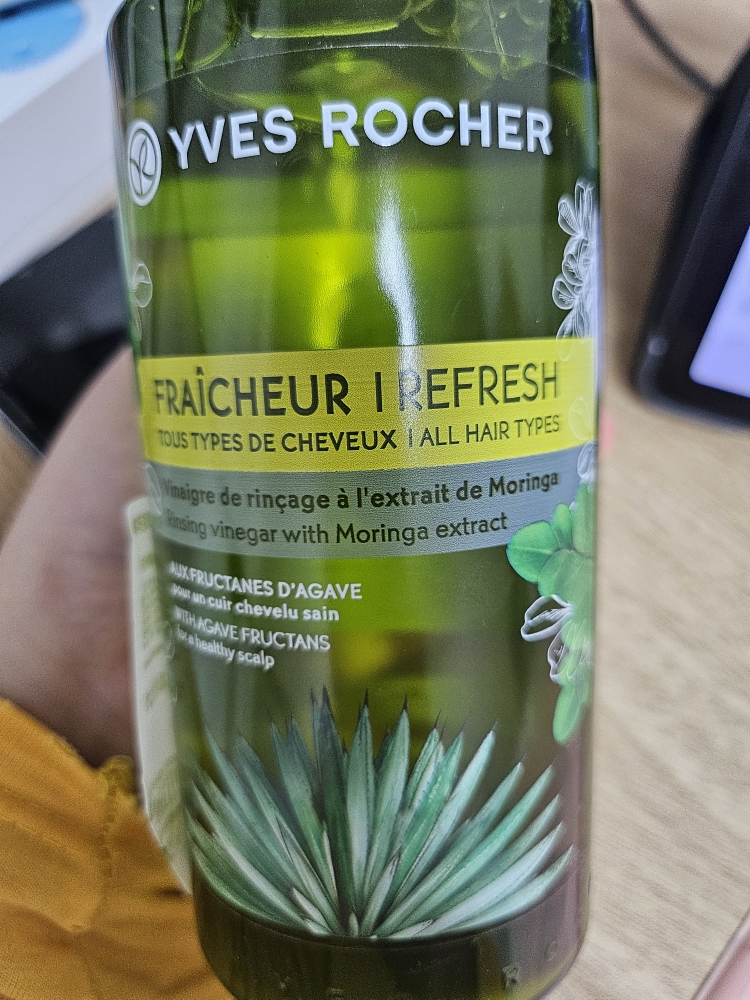 YVES ROCHER
FRAÎCHEUR | REFRESH
TOUS TYPES DE CHEVEUX | ALL HAIR TYPES
Vinaigre de rinçage à l'extrait de Moringa
Rinsing vinegar with Moringa extract
AUX FRUCTANES D'AGAVE
pour un cuir chevelu sain
WITH AGAVE FRUCTANS
for a healthy scalp